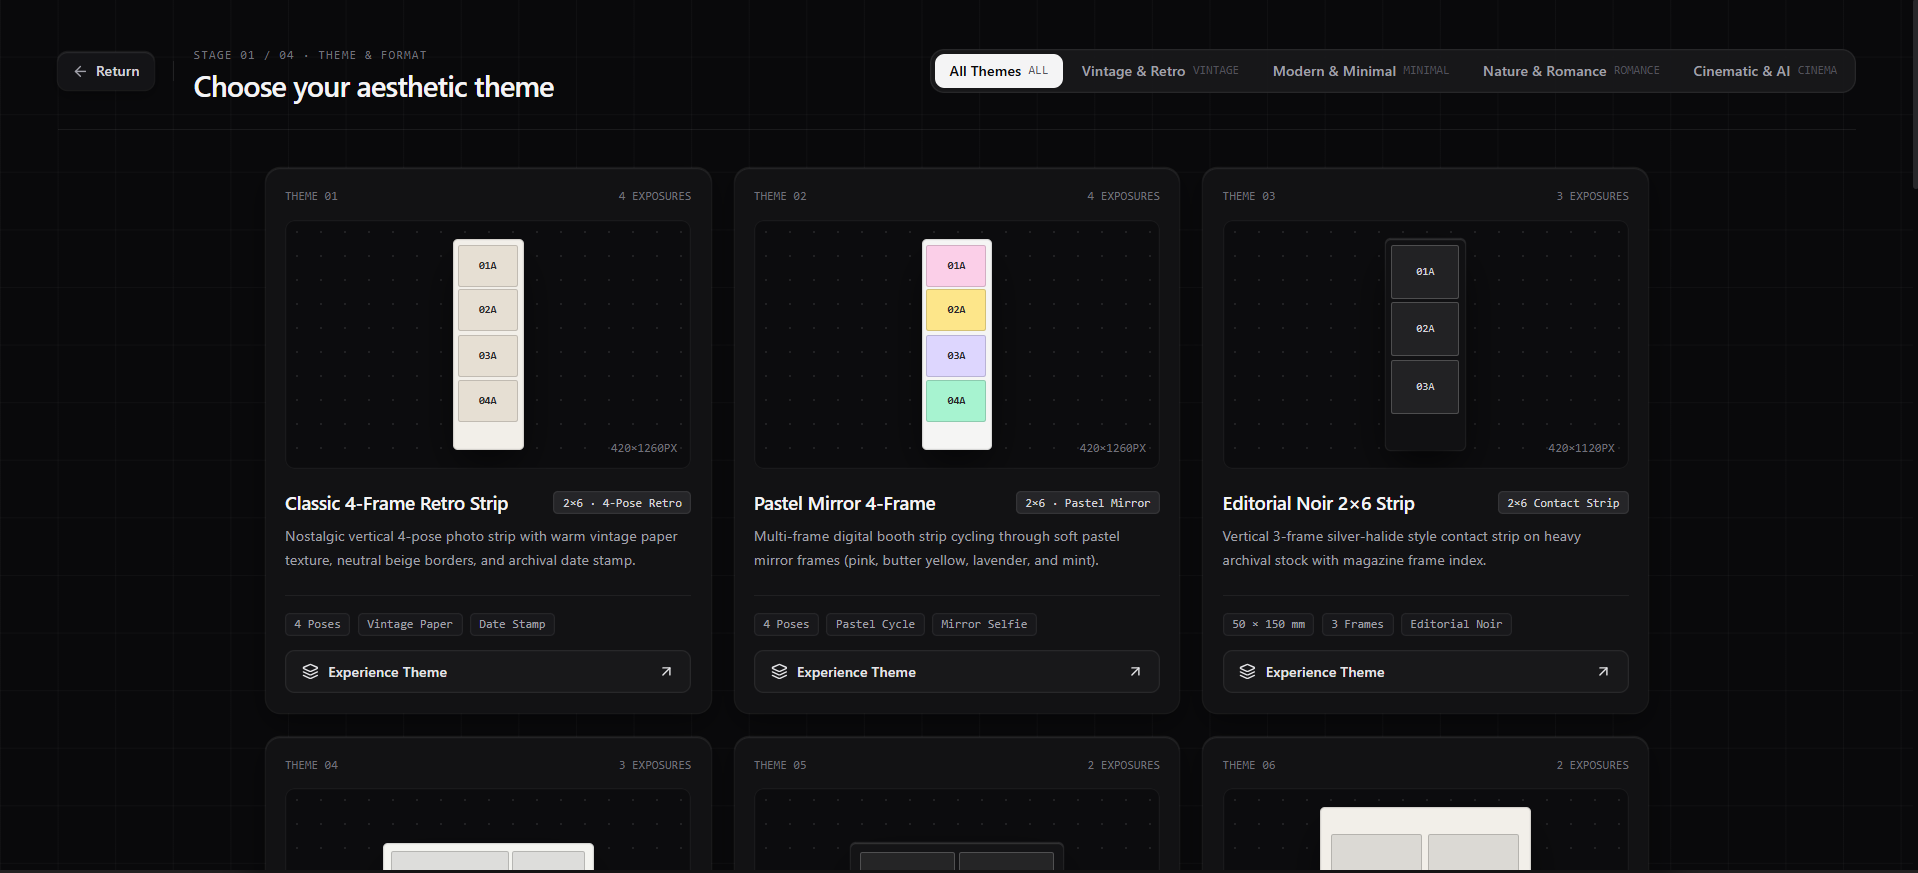 Return
STAGE 01 / 04 · THEME & FORMAT
Choose your aesthetic theme
All Themes ALL
Vintage & Retro VINTAGE
Modern & Minimal MINIMAL
Nature & Romance ROMANCE
Cinematic & AI CINEMA
THEME 01
4 EXPOSURES
01A
02A
03A
04A
420×1260PX
Classic 4-Frame Retro Strip
2×6 · 4-Pose Retro
Nostalgic vertical 4-pose photo strip with warm vintage paper
texture, neutral beige borders, and archival date stamp.
4 Poses
Vintage Paper
Date Stamp
Experience Theme
THEME 02
4 EXPOSURES
01A
02A
03A
04A
420×1260PX
Pastel Mirror 4-Frame
2×6 · Pastel Mirror
Multi-frame digital booth strip cycling through soft pastel
mirror frames (pink, butter yellow, lavender, and mint).
4 Poses
Pastel Cycle
Mirror Selfie
Experience Theme
THEME 03
3 EXPOSURES
01A
02A
03A
420×1120PX
Editorial Noir 2×6 Strip
2×6 Contact Strip
Vertical 3-frame silver-halide style contact strip on heavy
archival stock with magazine frame index.
50 × 150 mm
3 Frames
Editorial Noir
Experience Theme
THEME 04
3 EXPOSURES
THEME 05
2 EXPOSURES
THEME 06
2 EXPOSURES